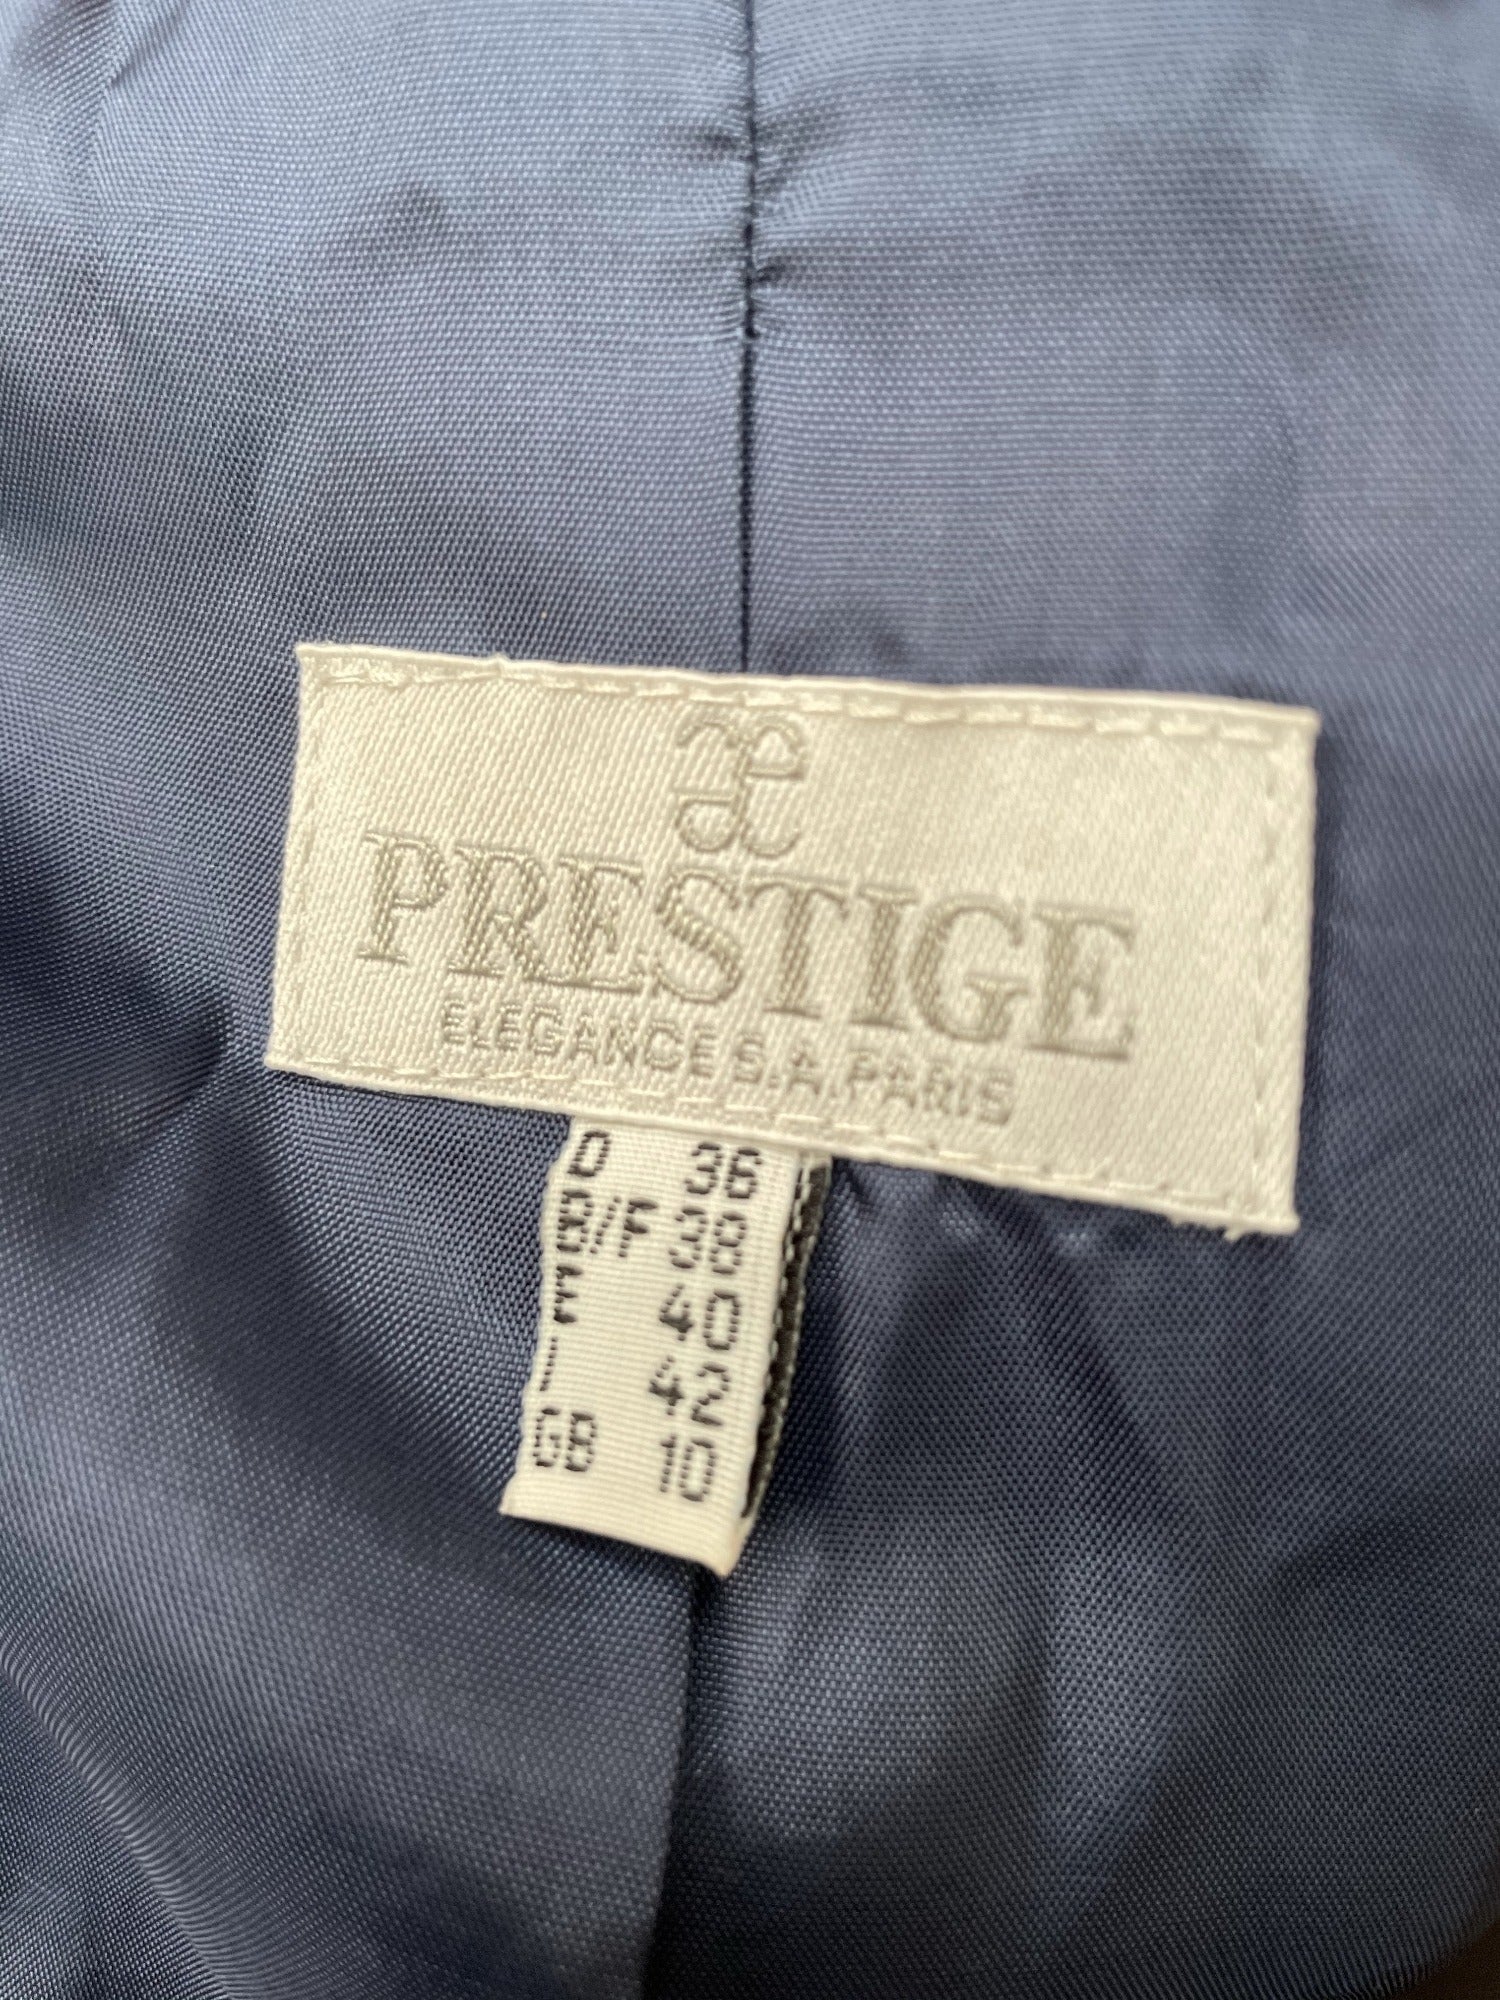 PRESTIGE
ELEGANCE S.A. PARIS
D 36
B//F 38
E 40
I 42
GB 10